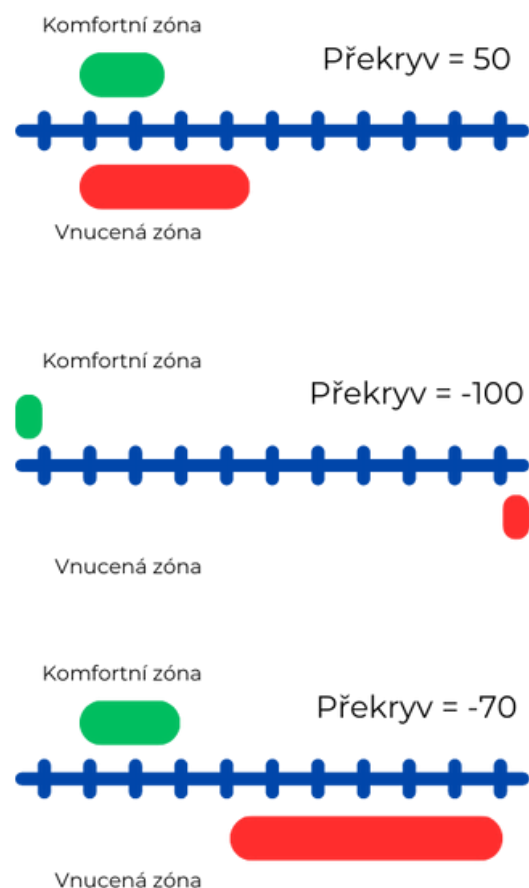 Komfortní zóna
Překryv = 50
Vnucená zóna
Komfortní zóna
Překryv = -100
Vnucená zóna
Komfortní zóna
Překryv = -70
Vnucená zóna